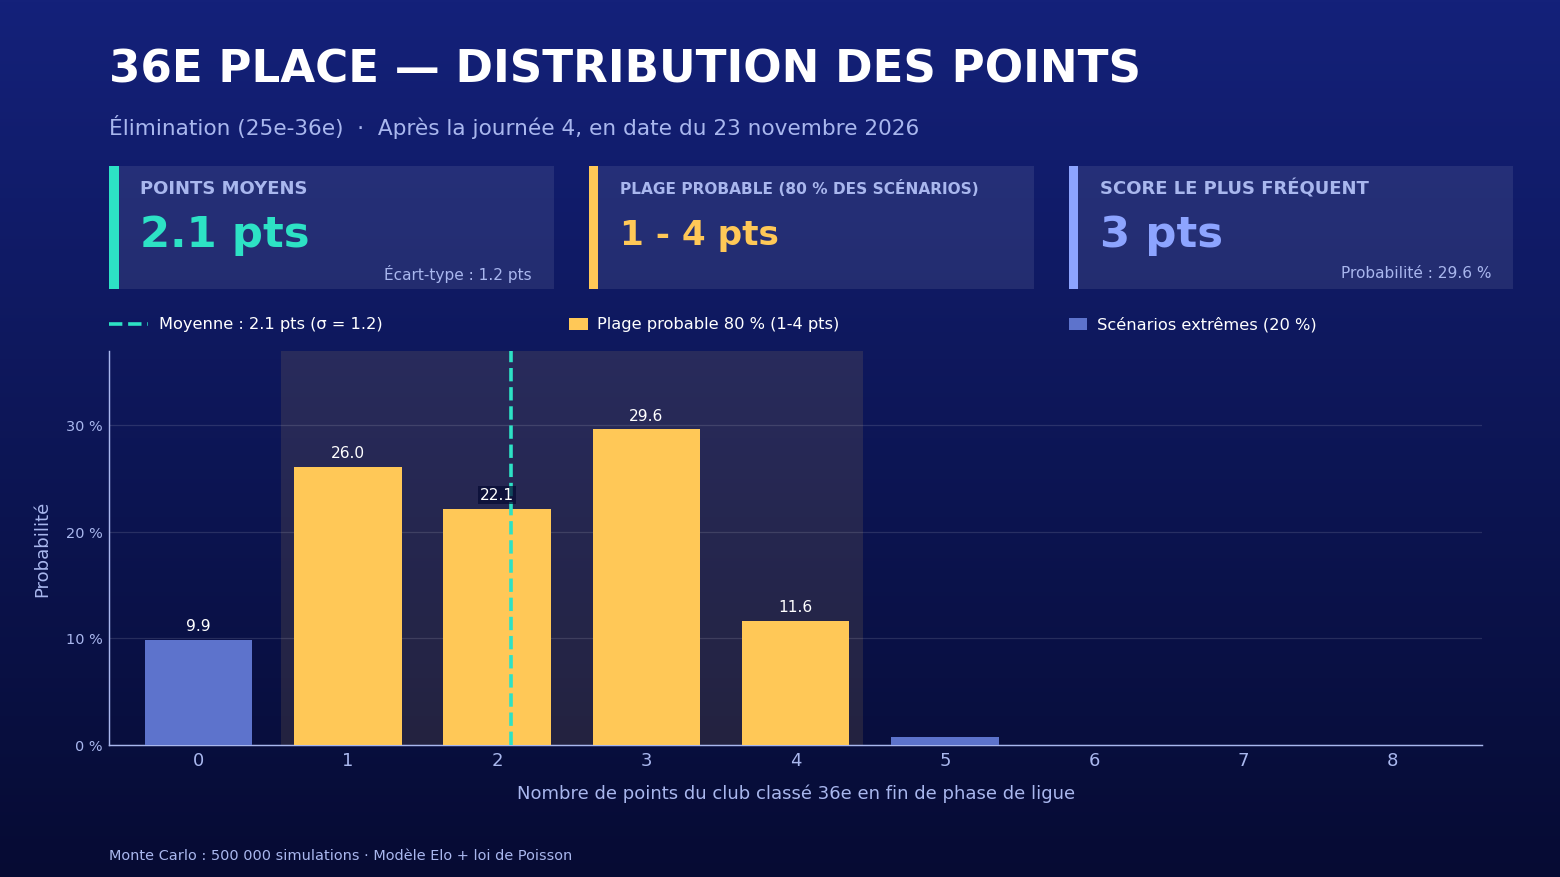 36E PLACE — DISTRIBUTION DES POINTS
Élimination (25e-36e) · Après la journée 4, en date du 23 novembre 2026
POINTS MOYENS
2.1 pts
Écart-type : 1.2 pts
PLAGE PROBABLE (80 % DES SCÉNARIOS)
1 - 4 pts
SCORE LE PLUS FRÉQUENT
3 pts
Probabilité : 29.6 %
Moyenne : 2.1 pts (σ = 1.2)
Plage probable 80 % (1-4 pts)
Scénarios extrêmes (20 %)
Probabilité
30 %
20 %
10 %
0 %
9.9
26.0
22.1
29.6
11.6
0 1 2 3 4 5 6 7 8
Nombre de points du club classé 36e en fin de phase de ligue
Monte Carlo : 500 000 simulations · Modèle Elo + loi de Poisson